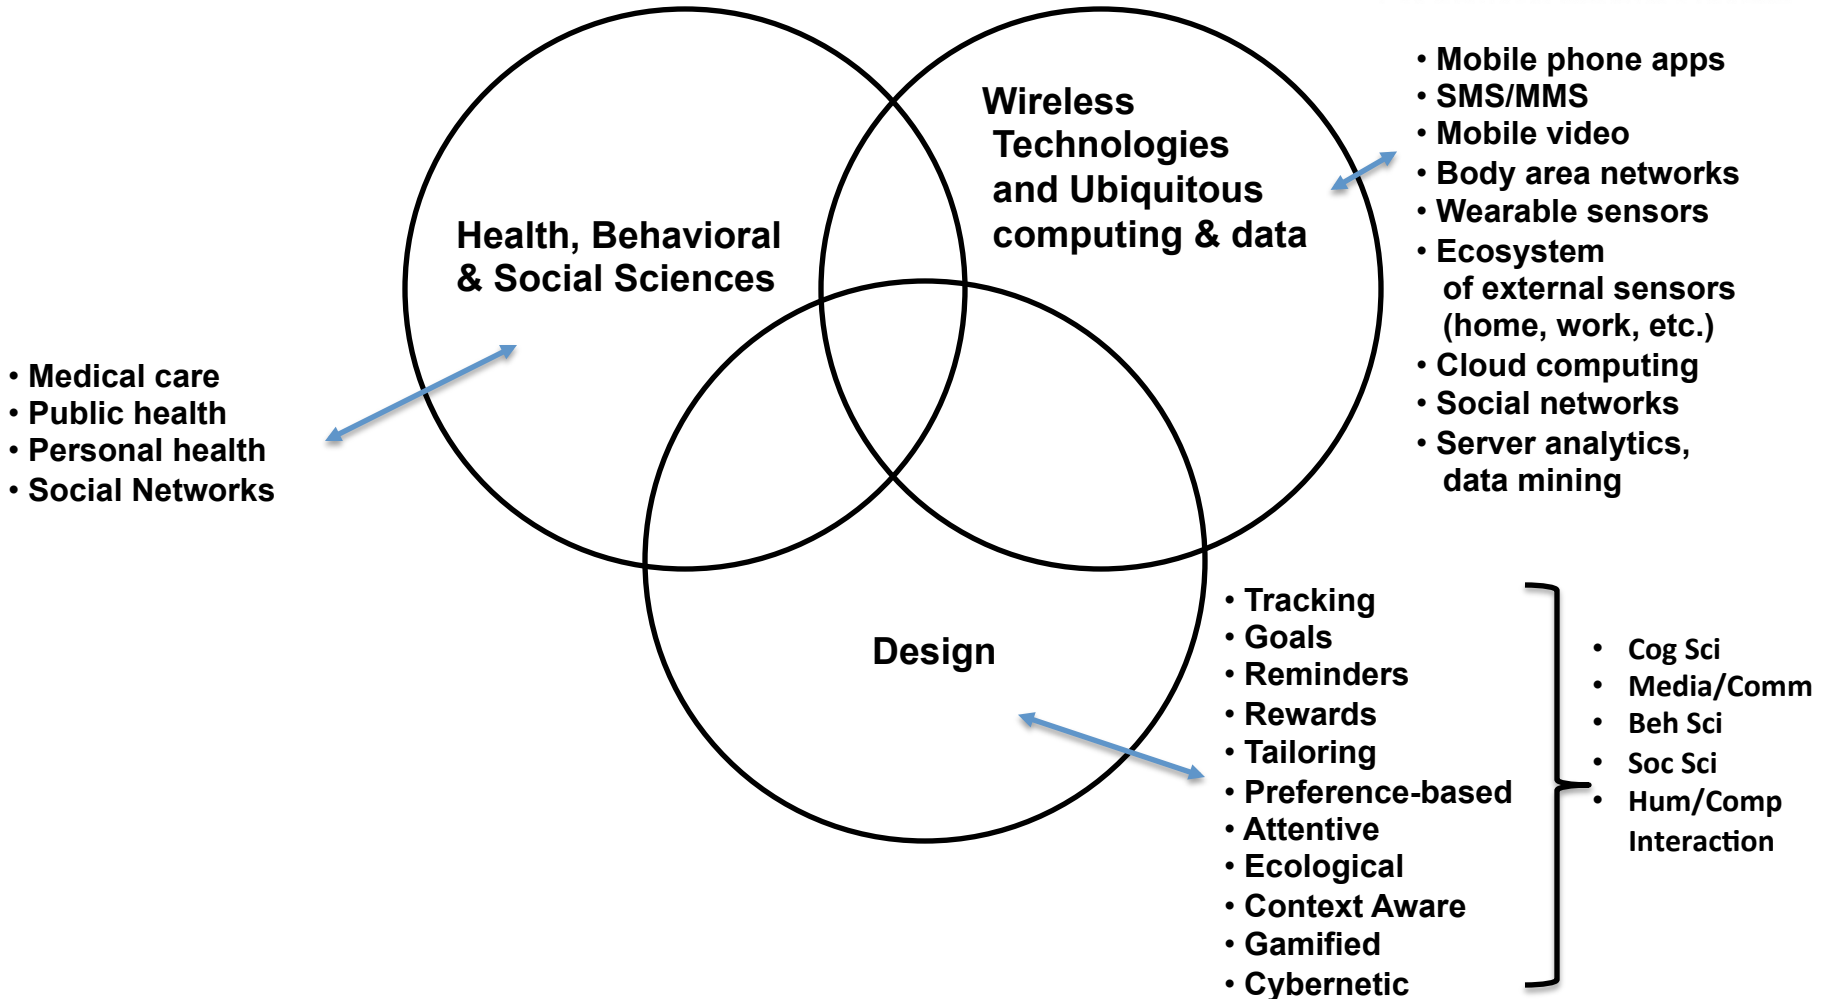 Wireless
Technologies
and Ubiquitous
computing & data
Health, Behavioral
& Social Sciences
Design
• Medical care
• Public health
• Personal health
• Social Networks
• Mobile phone apps
• SMS/MMS
• Mobile video
• Body area networks
• Wearable sensors
• Ecosystem
of external sensors
(home, work, etc.)
• Cloud computing
• Social networks
• Server analytics,
data mining
• Tracking
• Goals
• Reminders
• Rewards
• Tailoring
• Preference-based
• Attentive
• Ecological
• Context Aware
• Gamified
• Cybernetic
• Cog Sci
• Media/Comm
• Beh Sci
• Soc Sci
• Hum/Comp
Interaction